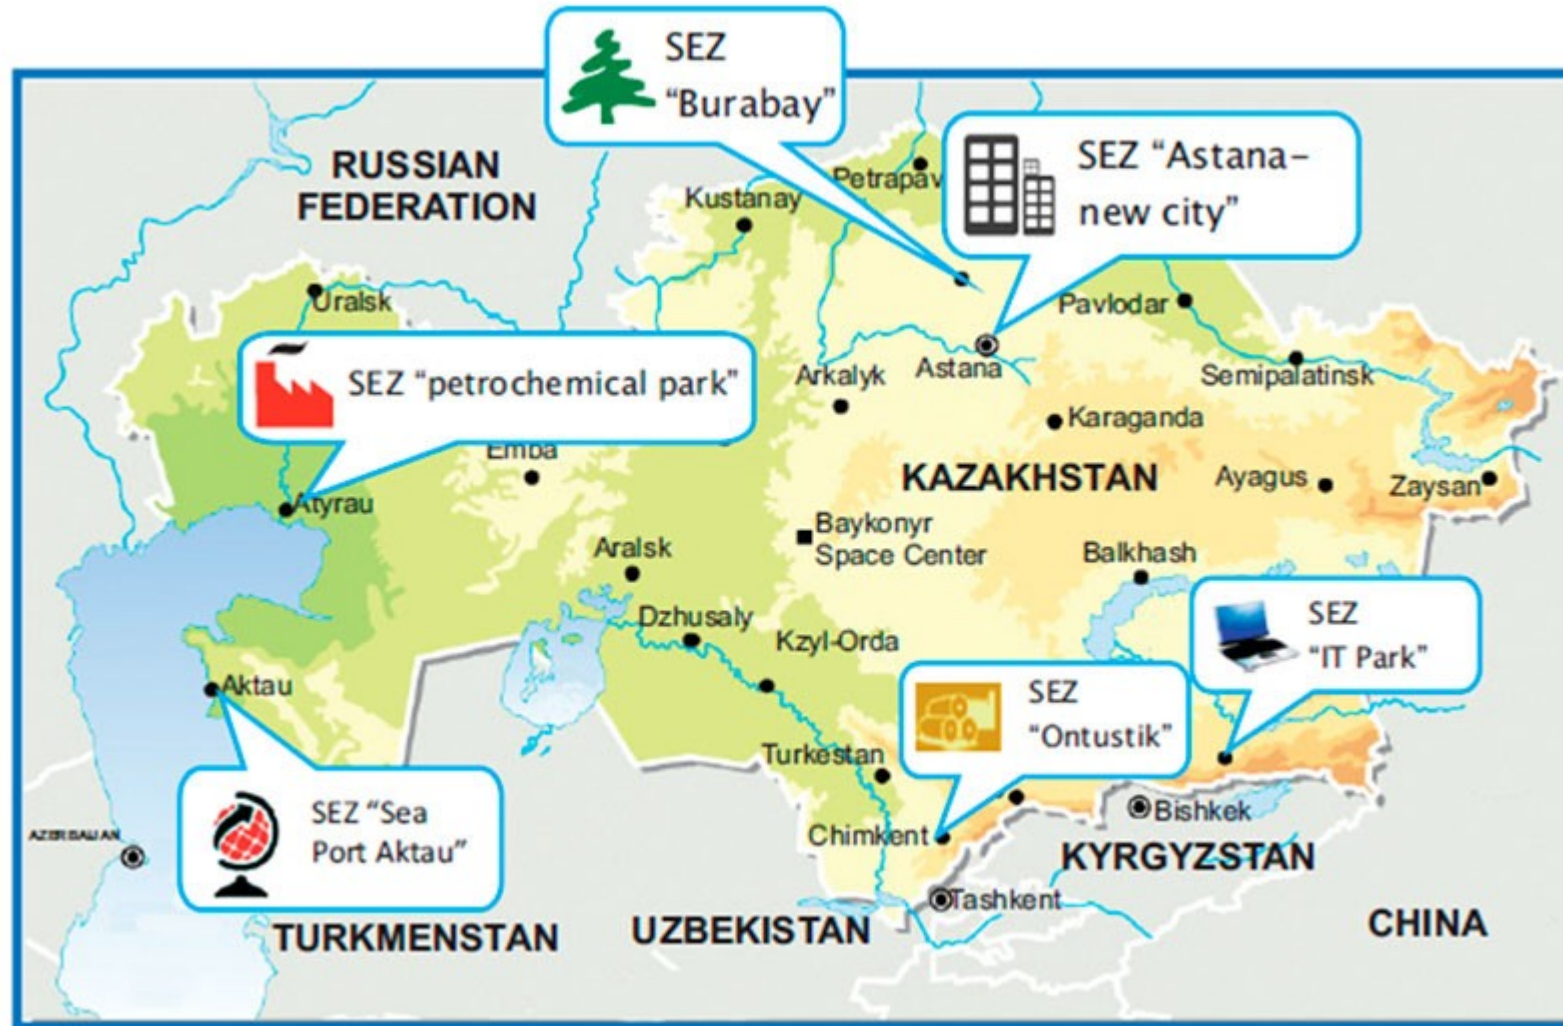 SEZ
“Burabay”
SEZ “Astana–
new city”
RUSSIAN
FEDERATION
Petrapav
Kustanay
Uralsk
Pavlodar
SEZ “petrochemical park”
Arkalyk
Astana
Semipalatinsk
Karaganda
Emba
KAZAKHSTAN
Ayagus
Zaysan
Atyrau
Baykonyr
Space Center
Aralsk
Balkhash
Dzhusaly
Kzyl-Orda
SEZ
“IT Park”
Aktau
SEZ
“Ontustik”
Turkestan
SEZ “Sea
Port Aktau”
Bishkek
AZERBAIJAN
Chimkent
KYRGYZSTAN
Tashkent
TURKMENSTAN
UZBEKISTAN
CHINA